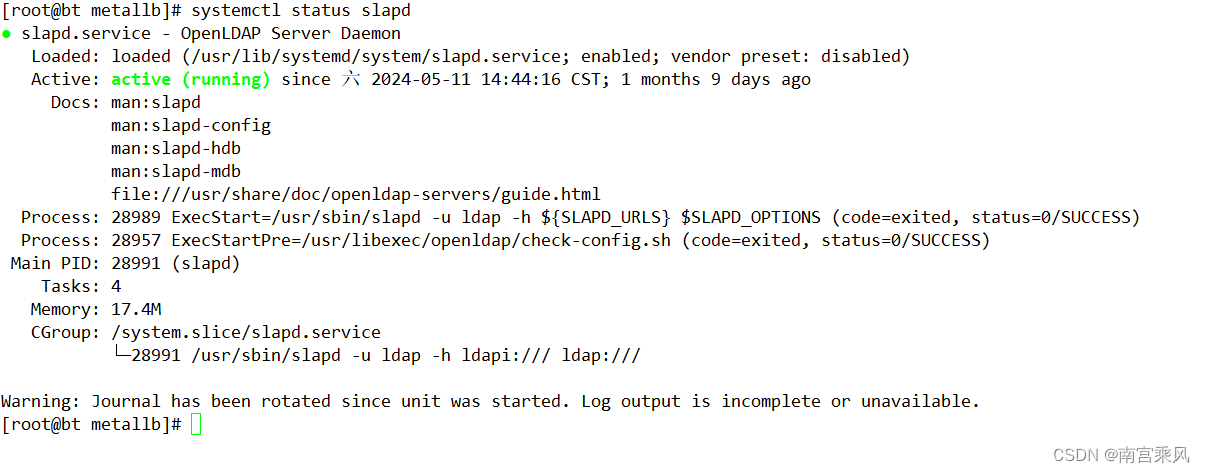 [root@bt metallb]# systemctl status slapd
● slapd.service - OpenLDAP Server Daemon
   Loaded: loaded (/usr/lib/systemd/system/slapd.service; enabled; vendor preset: disabled)
   Active: active (running) since 六 2024-05-11 14:44:16 CST; 1 months 9 days ago
     Docs: man:slapd
           man:slapd-config
           man:slapd-hdb
           man:slapd-mdb
           file:///usr/share/doc/openldap-servers/guide.html
  Process: 28989 ExecStart=/usr/sbin/slapd -u ldap -h ${SLAPD_URLS} $SLAPD_OPTIONS (code=exited, status=0/SUCCESS)
  Process: 28957 ExecStartPre=/usr/libexec/openldap/check-config.sh (code=exited, status=0/SUCCESS)
 Main PID: 28991 (slapd)
    Tasks: 4
   Memory: 17.4M
   CGroup: /system.slice/slapd.service
           └─28991 /usr/sbin/slapd -u ldap -h ldapi:/// ldap:///
Warning: Journal has been rotated since unit was started. Log output is incomplete or unavailable.
[root@bt metallb]#
CSDN @南宫乘风